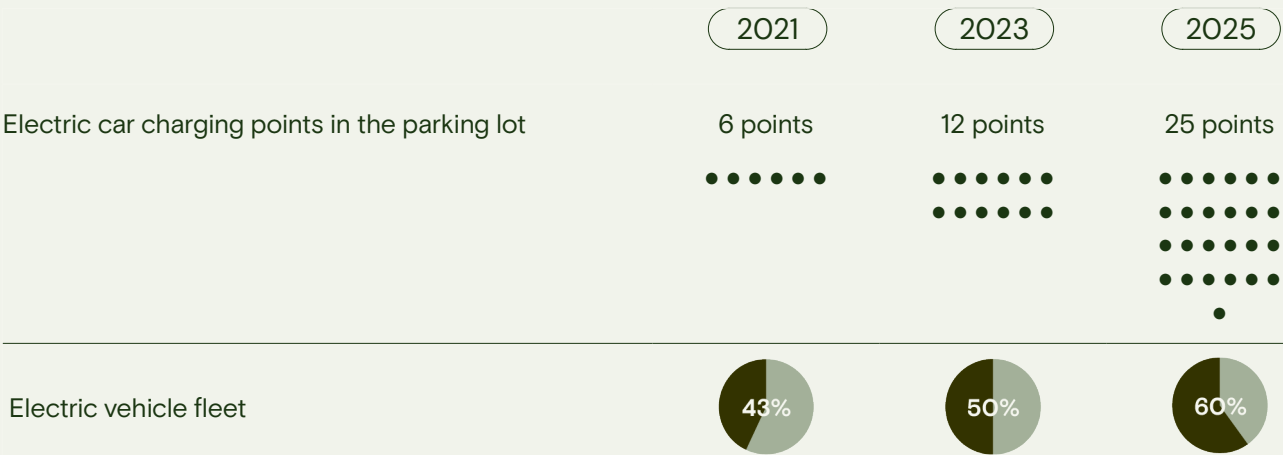 2021 2023 2025
Electric car charging points in the parking lot 6 points 12 points 25 points
Electric vehicle fleet 43% 50% 60%